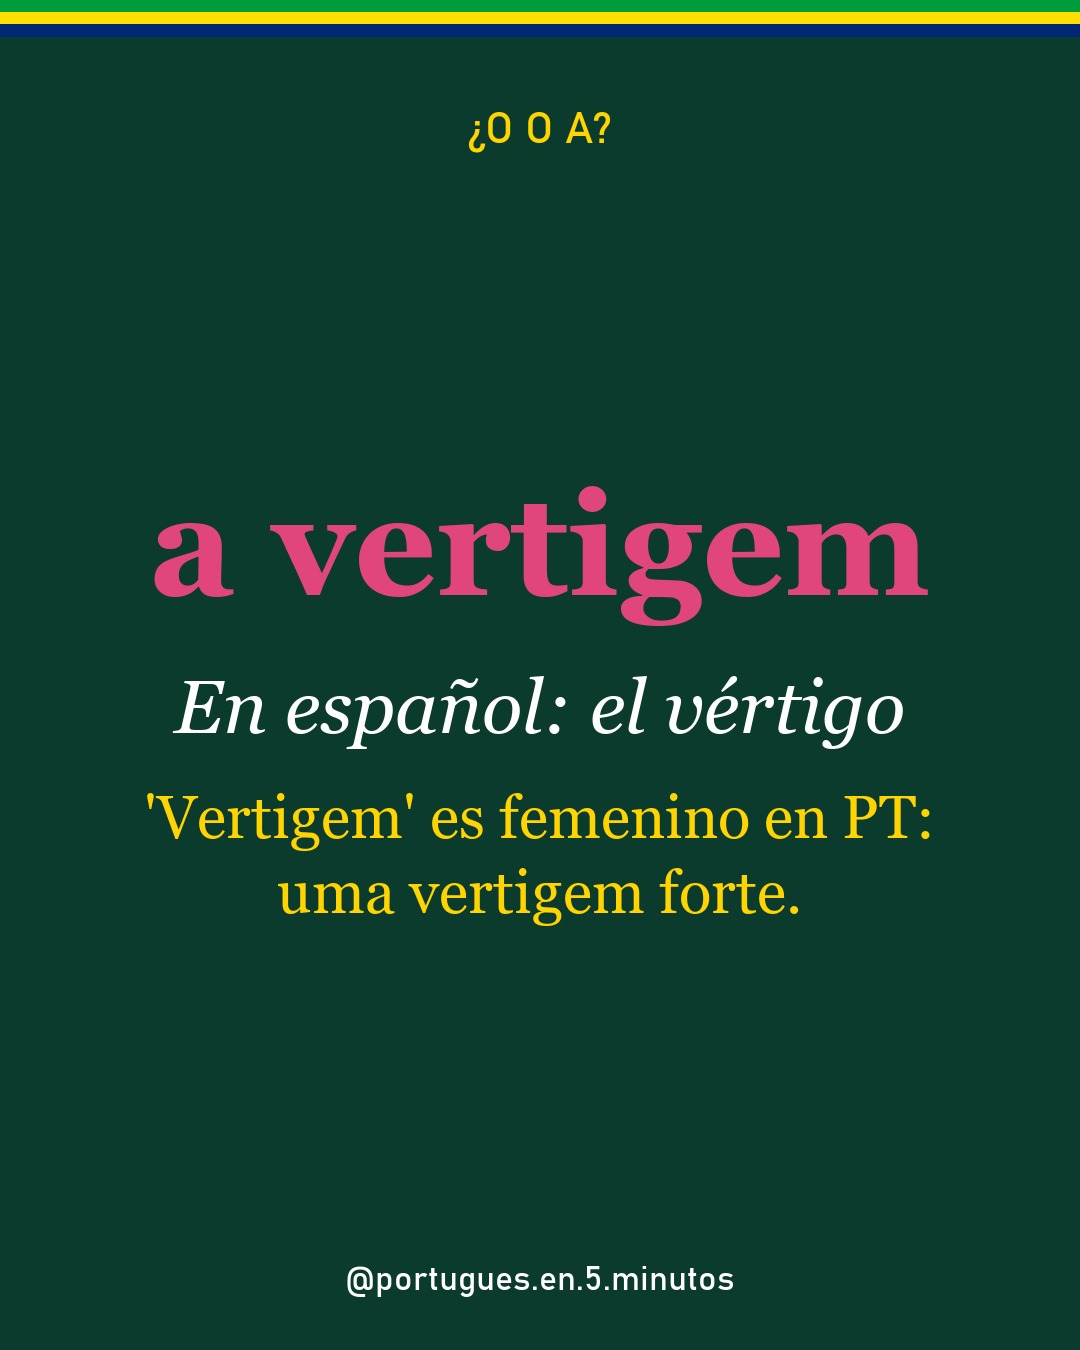 ¿O O A?
a vertigem
En español: el vértigo
'Vertigem' es femenino en PT:
uma vertigem forte.
@portugues.en.5.minutos